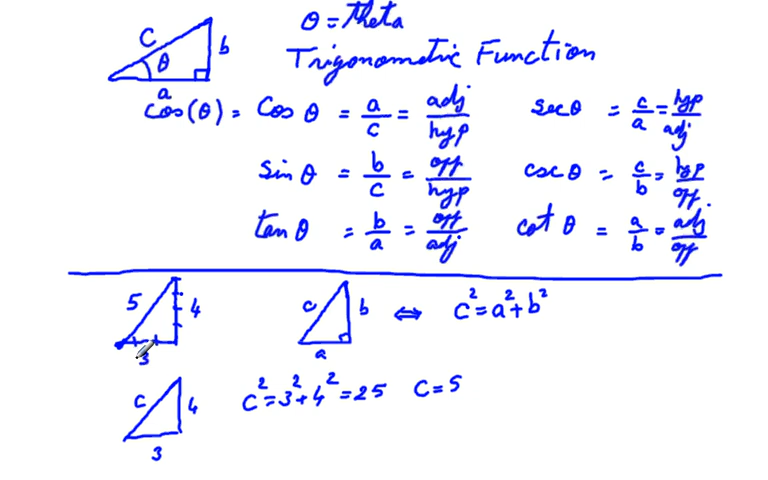 θ = Theta
Trigonometric Function
c θ b a
cos(θ) = cos θ = a/c = adj/hyp    sec θ = c/a = hyp/adj
sin θ = b/c = opp/hyp    csc θ = c/b = hyp/opp.
tan θ = b/a = opp/adj    cot θ = a/b = adj/opp
5 4 3    c b a ⇔ c² = a² + b²
c 4 3    c² = 3² + 4² = 25    c = 5